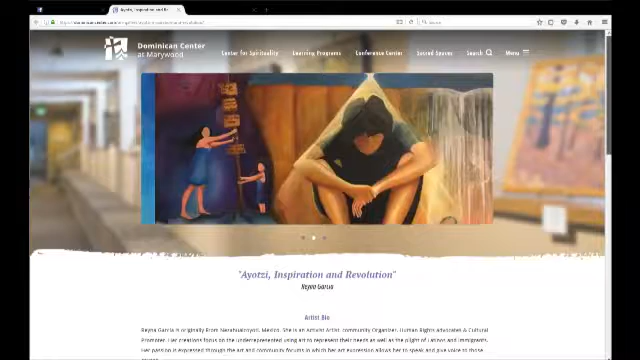 Dominican Center
at Marywood
Center for Spirituality
Learning Programs
Conference Center
Sacred Spaces
Search
Menu
"Ayotzi, Inspiration and Revolution"
Reyna Garcia
Artist Bio
Reyna Garcia is originally from Nezahualcoyotl, Mexico. She is an Activist Artist, Community Organizer, Human Rights advocates & Cultural
Promoter. Her creations focus on the underrepresented using art to represent their needs as well as the plight of Latinos and immigrants.
Her passion is expressed through the art and community forums in which her art expression allows her to speak and give voice to those